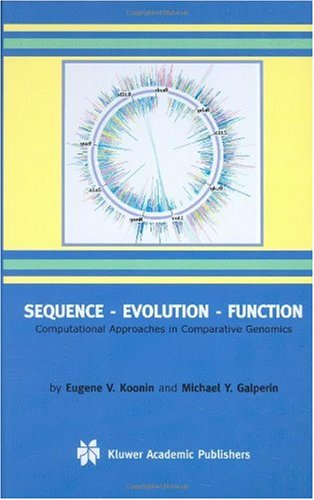 SEQUENCE - EVOLUTION - FUNCTION
Computational Approaches in Comparative Genomics
by Eugene V. Koonin and Michael Y. Galperin
Kluwer Academic Publishers